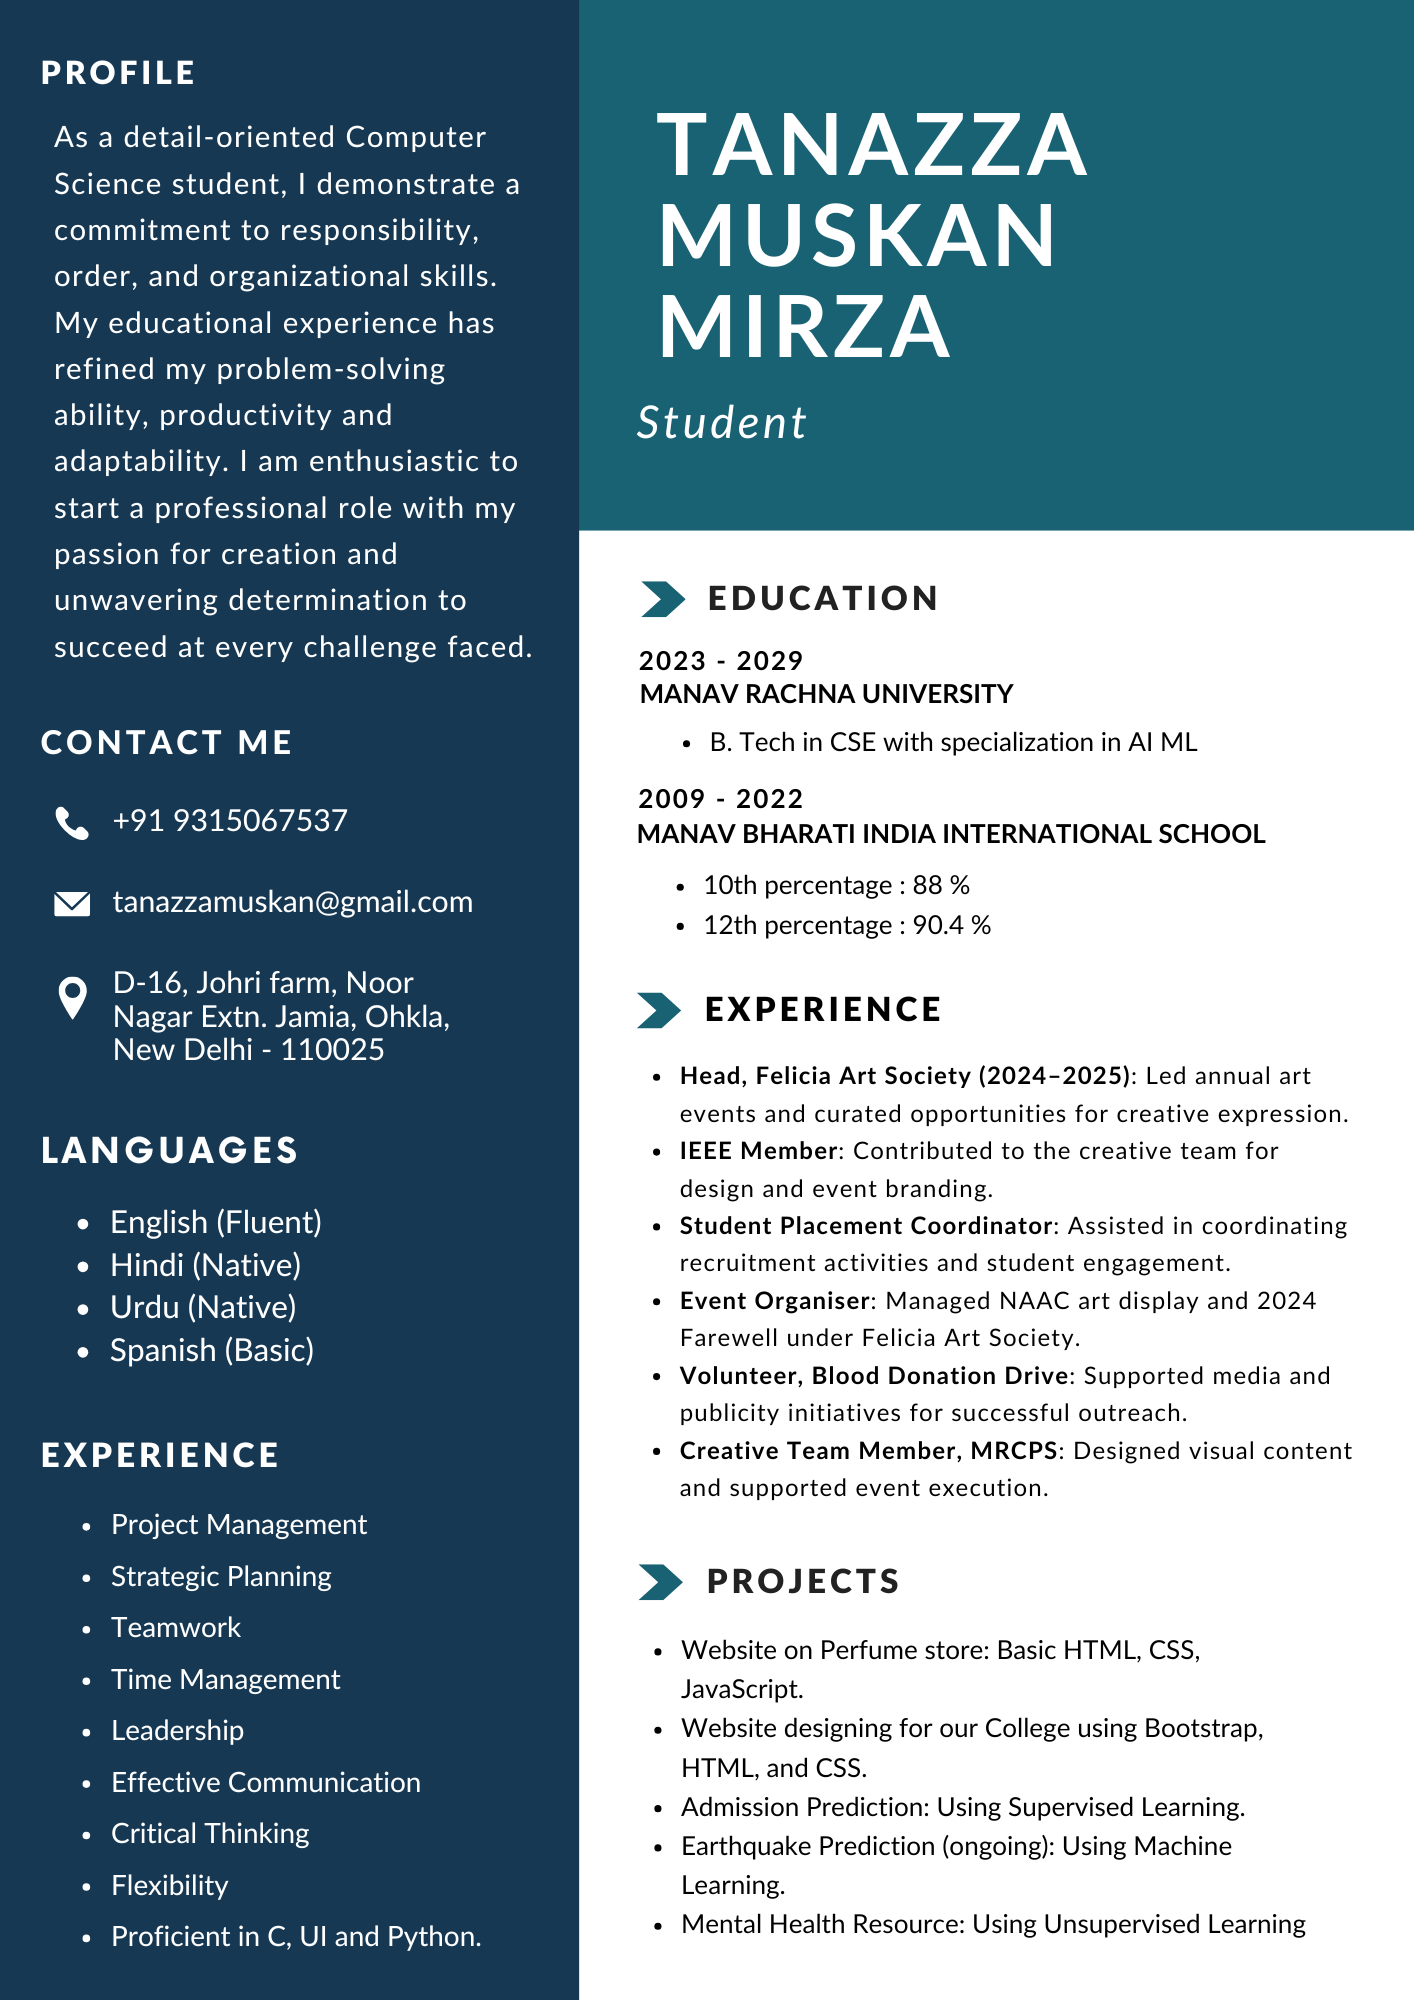 PROFILE
As a detail-oriented Computer
Science student, I demonstrate a
commitment to responsibility,
order, and organizational skills.
My educational experience has
refined my problem-solving
ability, productivity and
adaptability. I am enthusiastic to
start a professional role with my
passion for creation and
unwavering determination to
succeed at every challenge faced.
CONTACT ME
+91 9315067537
tanazzamuskan@gmail.com
D-16, Johri farm, Noor
Nagar Extn. Jamia, Ohkla,
New Delhi - 110025
LANGUAGES
• English (Fluent)
• Hindi (Native)
• Urdu (Native)
• Spanish (Basic)
EXPERIENCE
• Project Management
• Strategic Planning
• Teamwork
• Time Management
• Leadership
• Effective Communication
• Critical Thinking
• Flexibility
• Proficient in C, UI and Python.
TANAZZA
MUSKAN
MIRZA
Student
EDUCATION
2023 - 2029
MANAV RACHNA UNIVERSITY
• B. Tech in CSE with specialization in AI ML
2009 - 2022
MANAV BHARATI INDIA INTERNATIONAL SCHOOL
• 10th percentage : 88 %
• 12th percentage : 90.4 %
EXPERIENCE
• Head, Felicia Art Society (2024–2025): Led annual art
events and curated opportunities for creative expression.
• IEEE Member: Contributed to the creative team for
design and event branding.
• Student Placement Coordinator: Assisted in coordinating
recruitment activities and student engagement.
• Event Organiser: Managed NAAC art display and 2024
Farewell under Felicia Art Society.
• Volunteer, Blood Donation Drive: Supported media and
publicity initiatives for successful outreach.
• Creative Team Member, MRCPS: Designed visual content
and supported event execution.
PROJECTS
• Website on Perfume store: Basic HTML, CSS,
JavaScript.
• Website designing for our College using Bootstrap,
HTML, and CSS.
• Admission Prediction: Using Supervised Learning.
• Earthquake Prediction (ongoing): Using Machine
Learning.
• Mental Health Resource: Using Unsupervised Learning